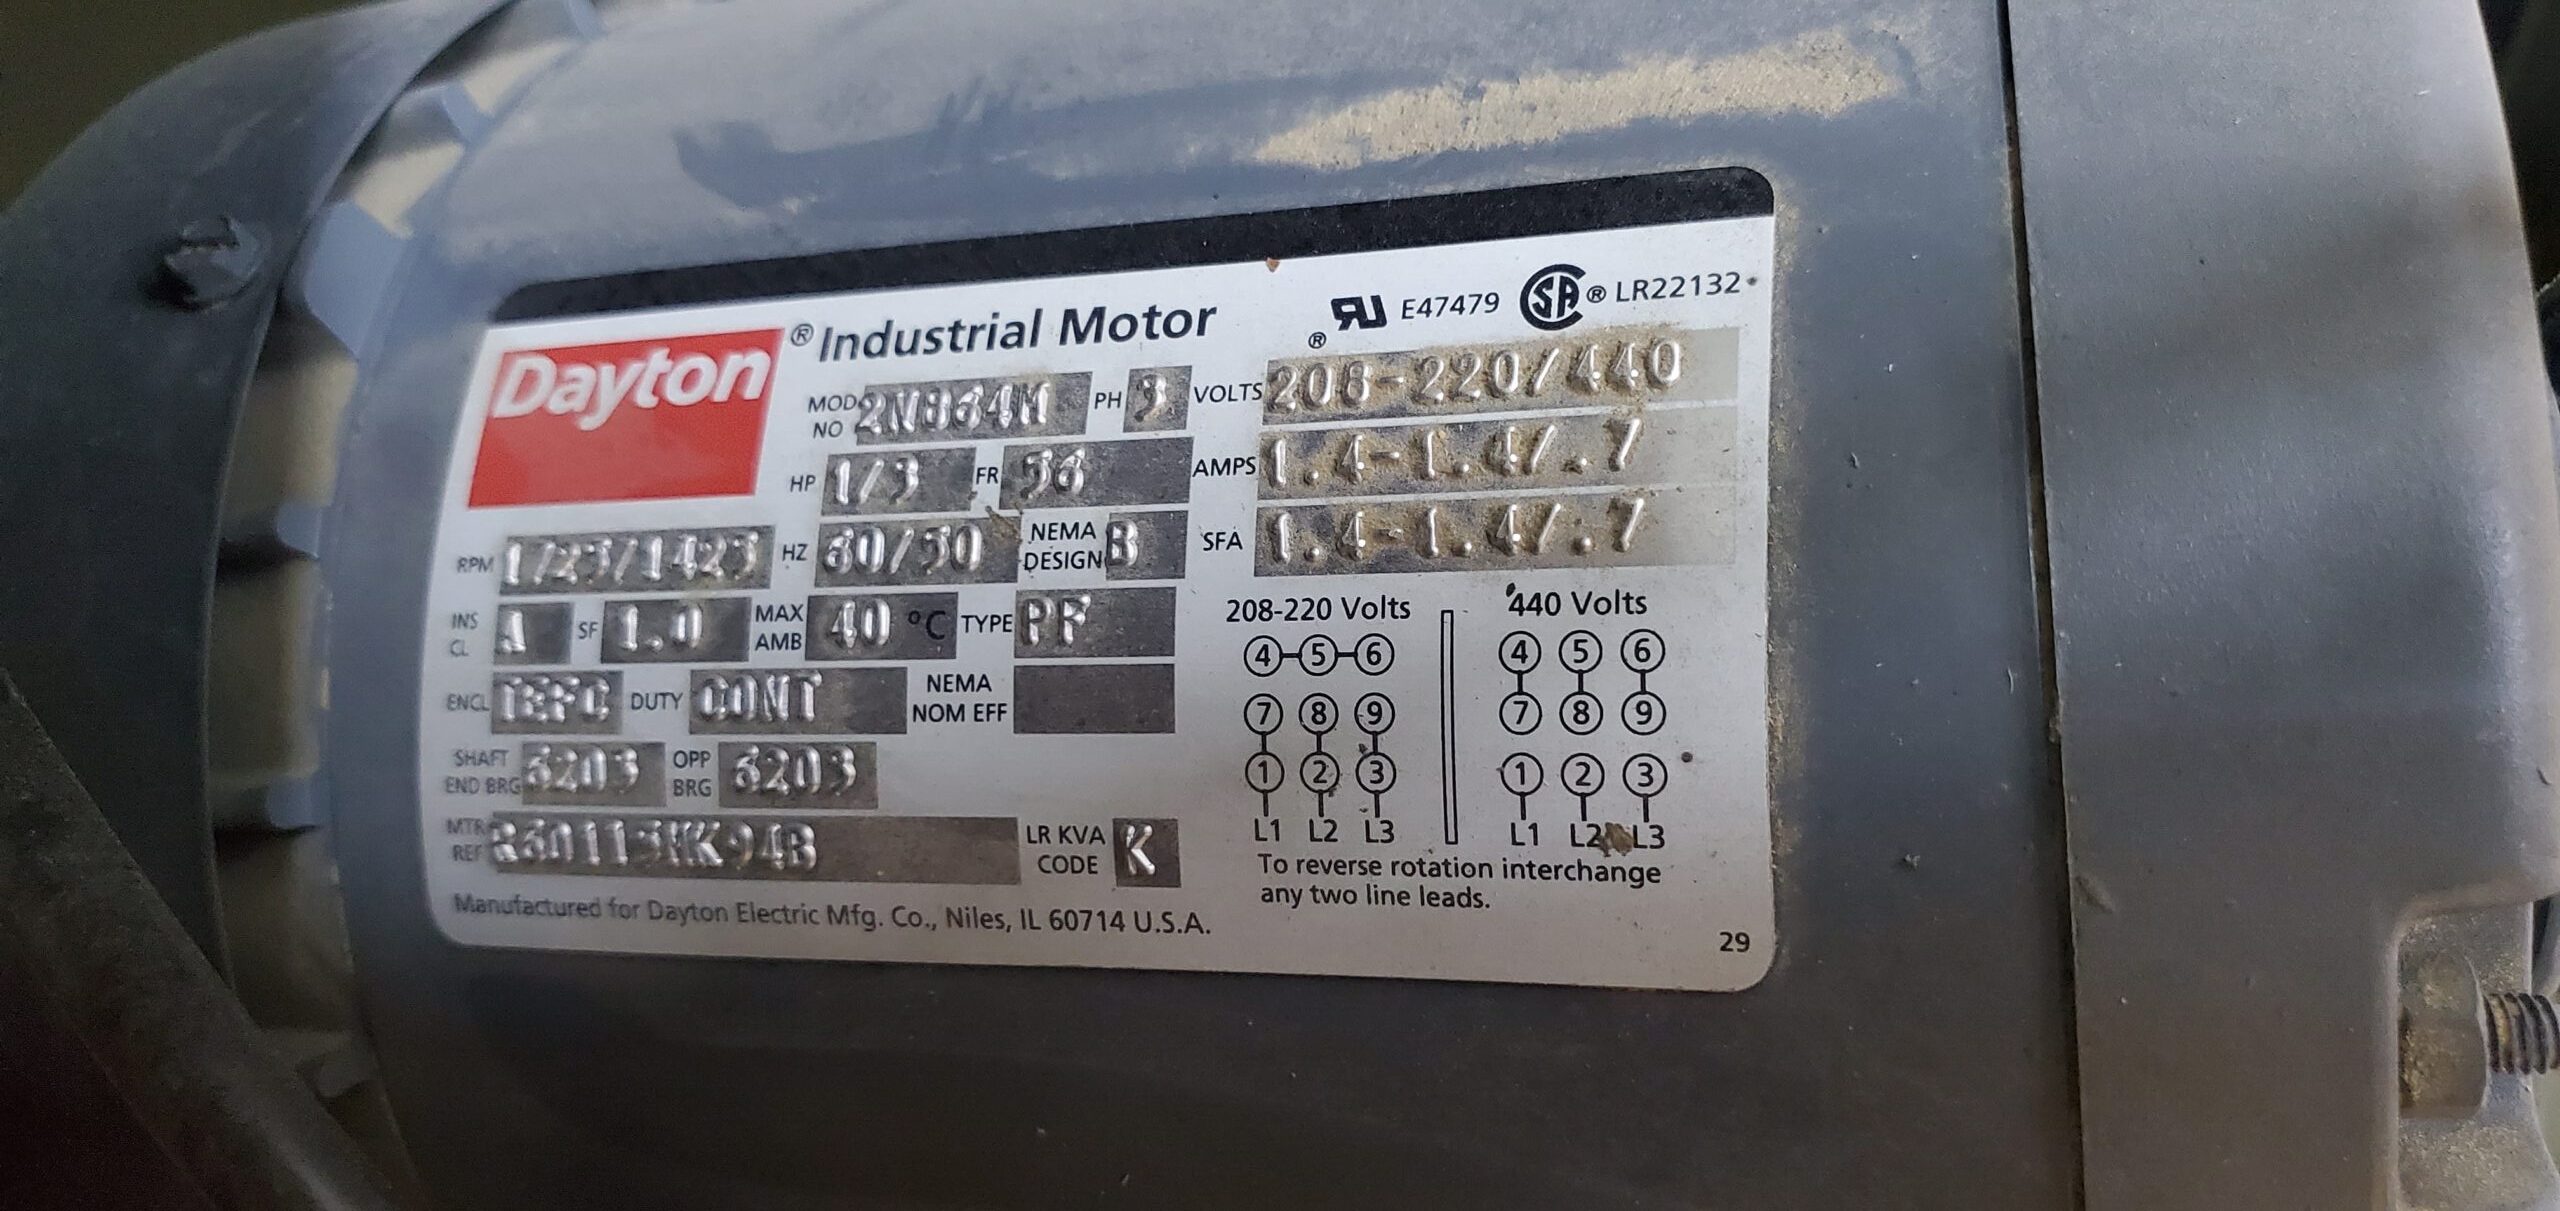 Dayton ® Industrial Motor
® RU E47479 SA ® LR22132
MOD NO 2N864M PH 3 VOLTS 208-220/440
HP 1/3 FR 56 AMPS 1.4-1.4/.7
RPM 1725/1425 HZ 60/50 NEMA DESIGN B SFA 1.4-1.4/.7
INS CL A SF 1.0 MAX AMB 40 °C TYPE PF
ENCL TEFC DUTY CONT NEMA NOM EFF
SHAFT END BRG 6203 OPP BRG 6203
MTR REF LR KVA CODE K
Manufactured for Dayton Electric Mfg. Co., Niles, IL 60714 U.S.A.
208-220 Volts
4 5 6
7 8 9
1 2 3
L1 L2 L3
440 Volts
4 5 6
7 8 9
1 2 3
L1 L2 L3
To reverse rotation interchange
any two line leads.
29